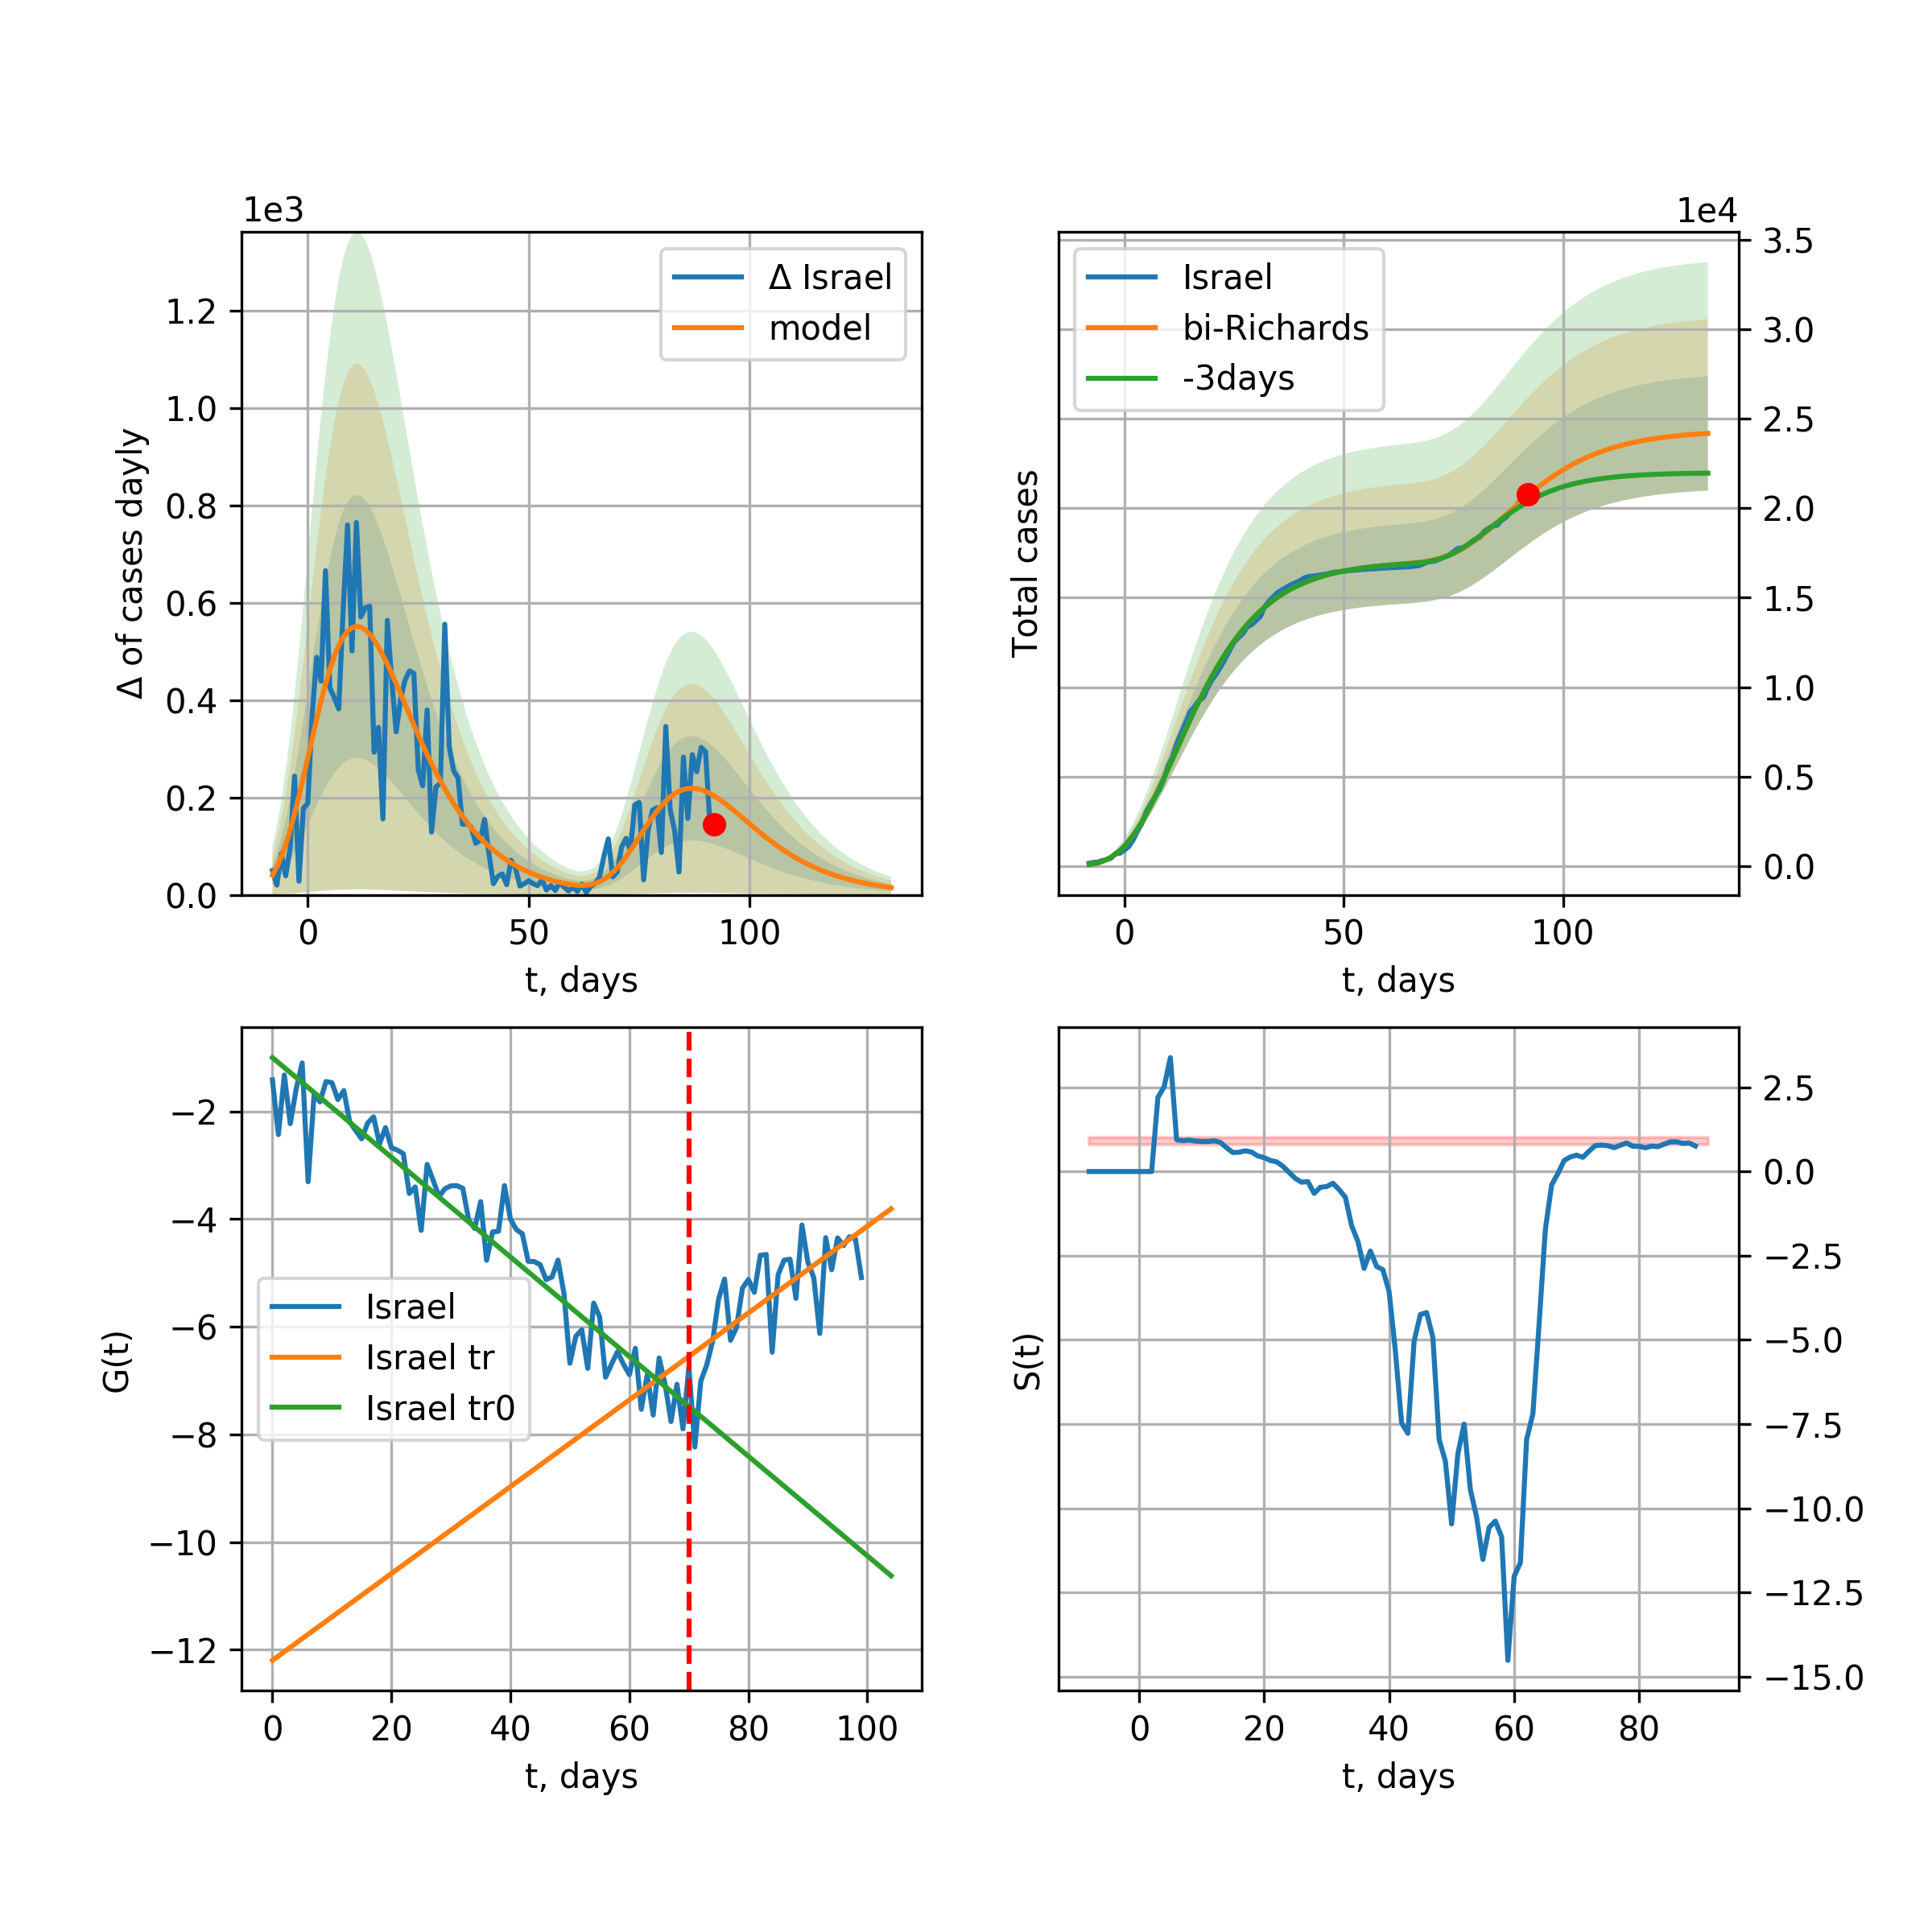 1e3
1.2
1.0
0.8
0.6
0.4
0.2
0.0
Δ of cases dayly
Δ Israel
model
0 50 100
t, days
1e4
3.5
3.0
2.5
2.0
1.5
1.0
0.5
0.0
Total cases
Israel
bi-Richards
-3days
0 50 100
t, days
−2
−4
−6
−8
−10
−12
G(t)
Israel
Israel tr
Israel tr0
0 20 40 60 80 100
t, days
2.5
0.0
−2.5
−5.0
−7.5
−10.0
−12.5
−15.0
S(t)
0 20 40 60 80
t, days